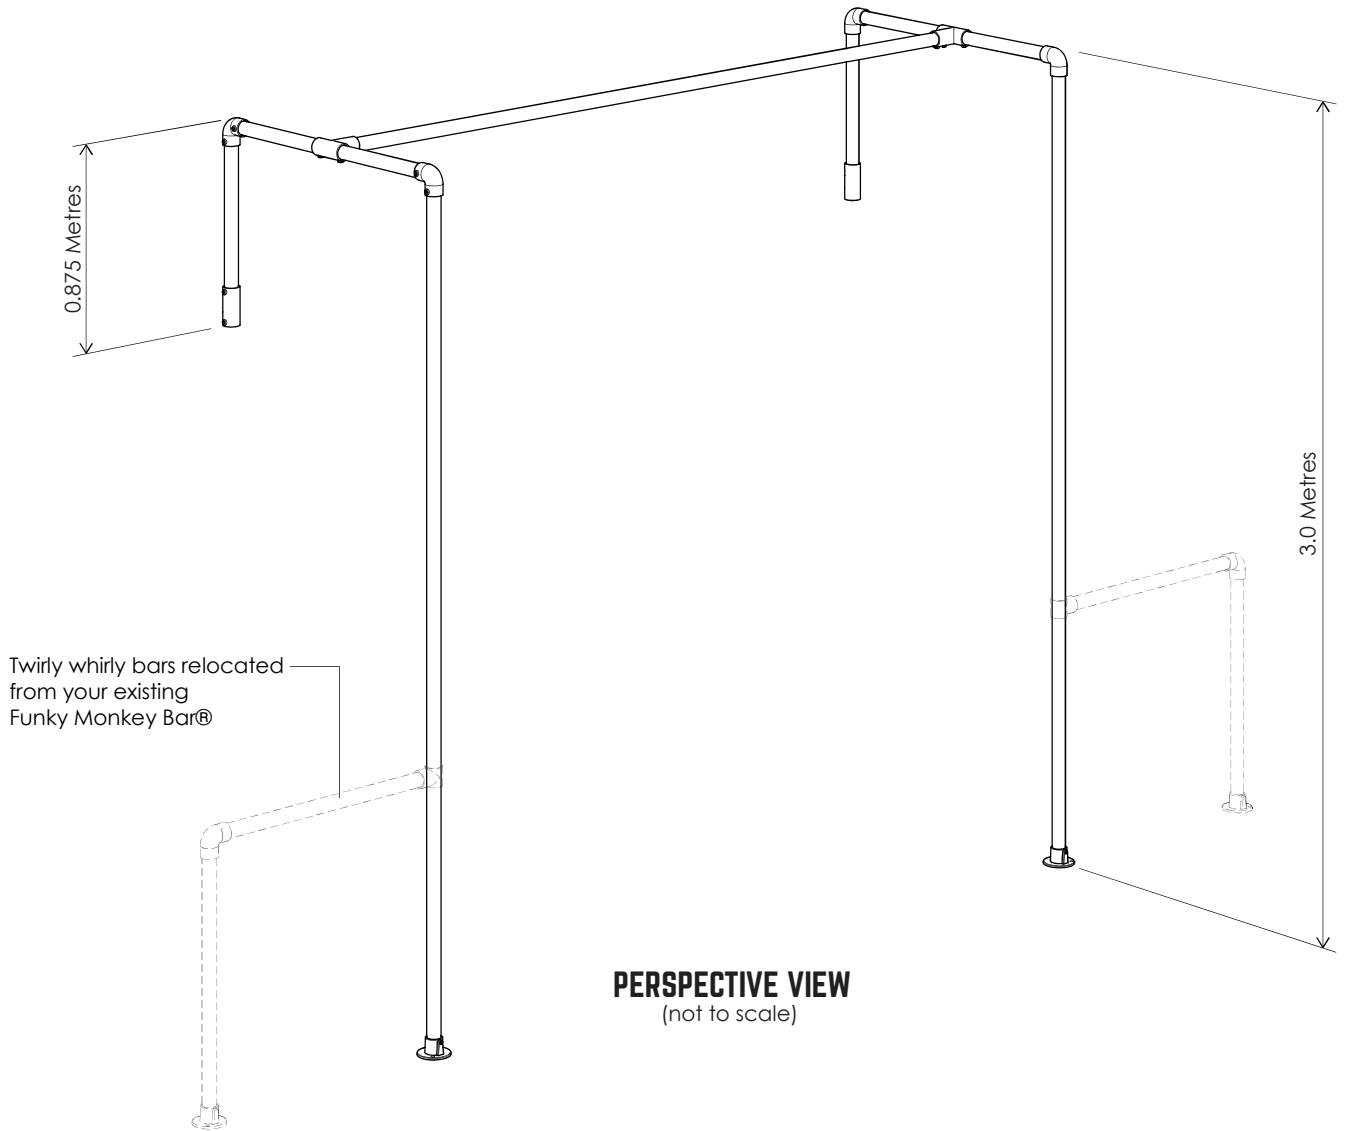 0.875 Metres
3.0 Metres
Twirly whirly bars relocated
from your existing
Funky Monkey Bar®
PERSPECTIVE VIEW
(not to scale)